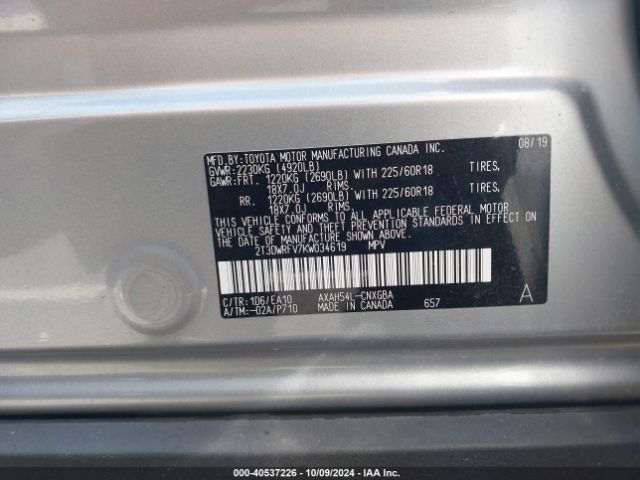 MFD.BY:TOYOTA MOTOR MANUFACTURING CANADA INC. 08/19
GVWR:2230KG (4920LB)
GAWR:FRT. 1220KG (2690LB) WITH 225/60R18 TIRES,
18X7.0J RIMS.
RR. 1220KG (2690LB) WITH 225/60R18 TIRES,
18X7.0J RIMS.
THIS VEHICLE CONFORMS TO ALL APPLICABLE FEDERAL MOTOR
VEHICLE SAFETY AND THEFT PREVENTION STANDARDS IN
EFFECT ON THE DATE OF MANUFACTURE SHOWN ABOVE.
2T3DWRFV7KW034619 MPV
C/TR:1D6/EA10 AXAH54L-CNXGBA A
A/TM:-02A/P710 MADE IN CANADA 657
000-40537226 - 10/09/2024 - IAAI.COM